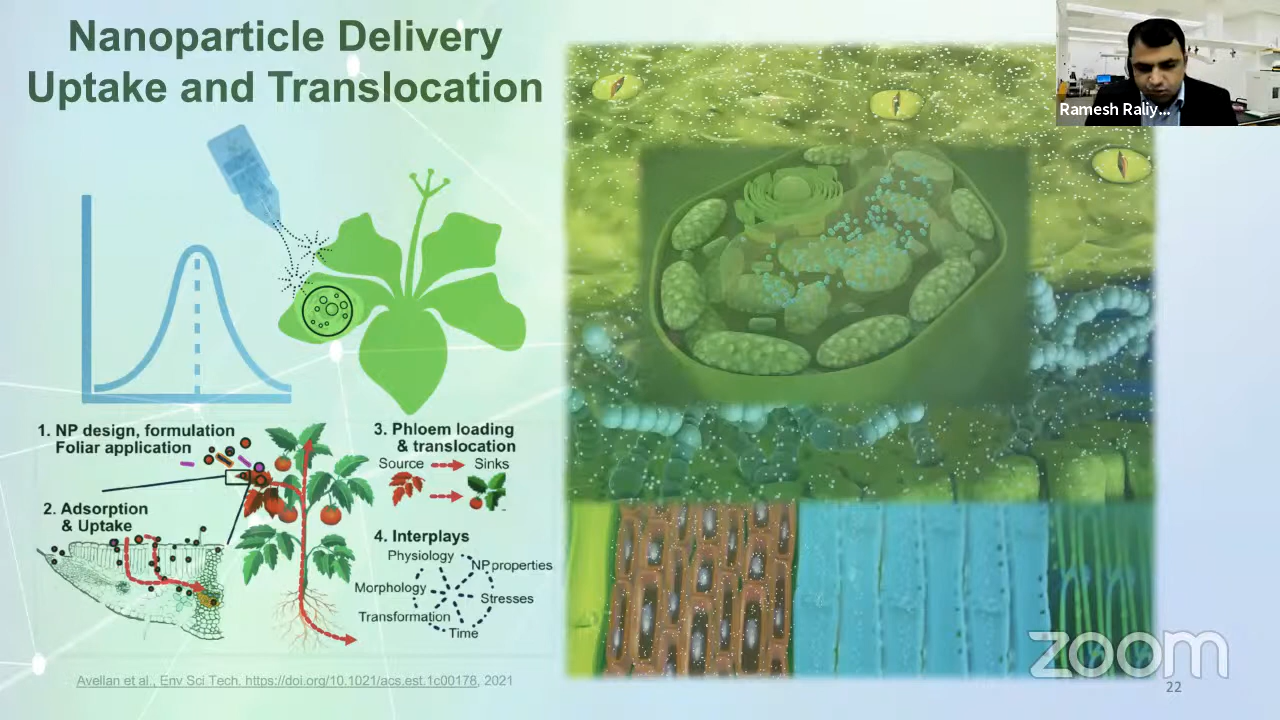 Nanoparticle Delivery
Uptake and Translocation
Ramesh Raliy...
1. NP design, formulation
Foliar application
2. Adsorption
& Uptake
3. Phloem loading
& translocation
Source
Sinks
4. Interplays
Physiology
NP properties
Morphology
Stresses
Transformation
Time
Avellan et al., Env Sci Tech, https://doi.org/10.1021/acs.est.1c00178, 2021
zoom
22